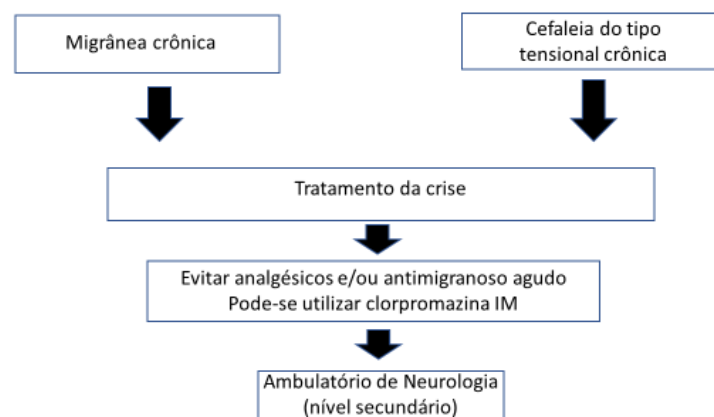 Migrânea crônica
Cefaleia do tipo
tensional crônica
Tratamento da crise
Evitar analgésicos e/ou antimigranoso agudo
Pode-se utilizar clorpromazina IM
Ambulatório de Neurologia
(nível secundário)